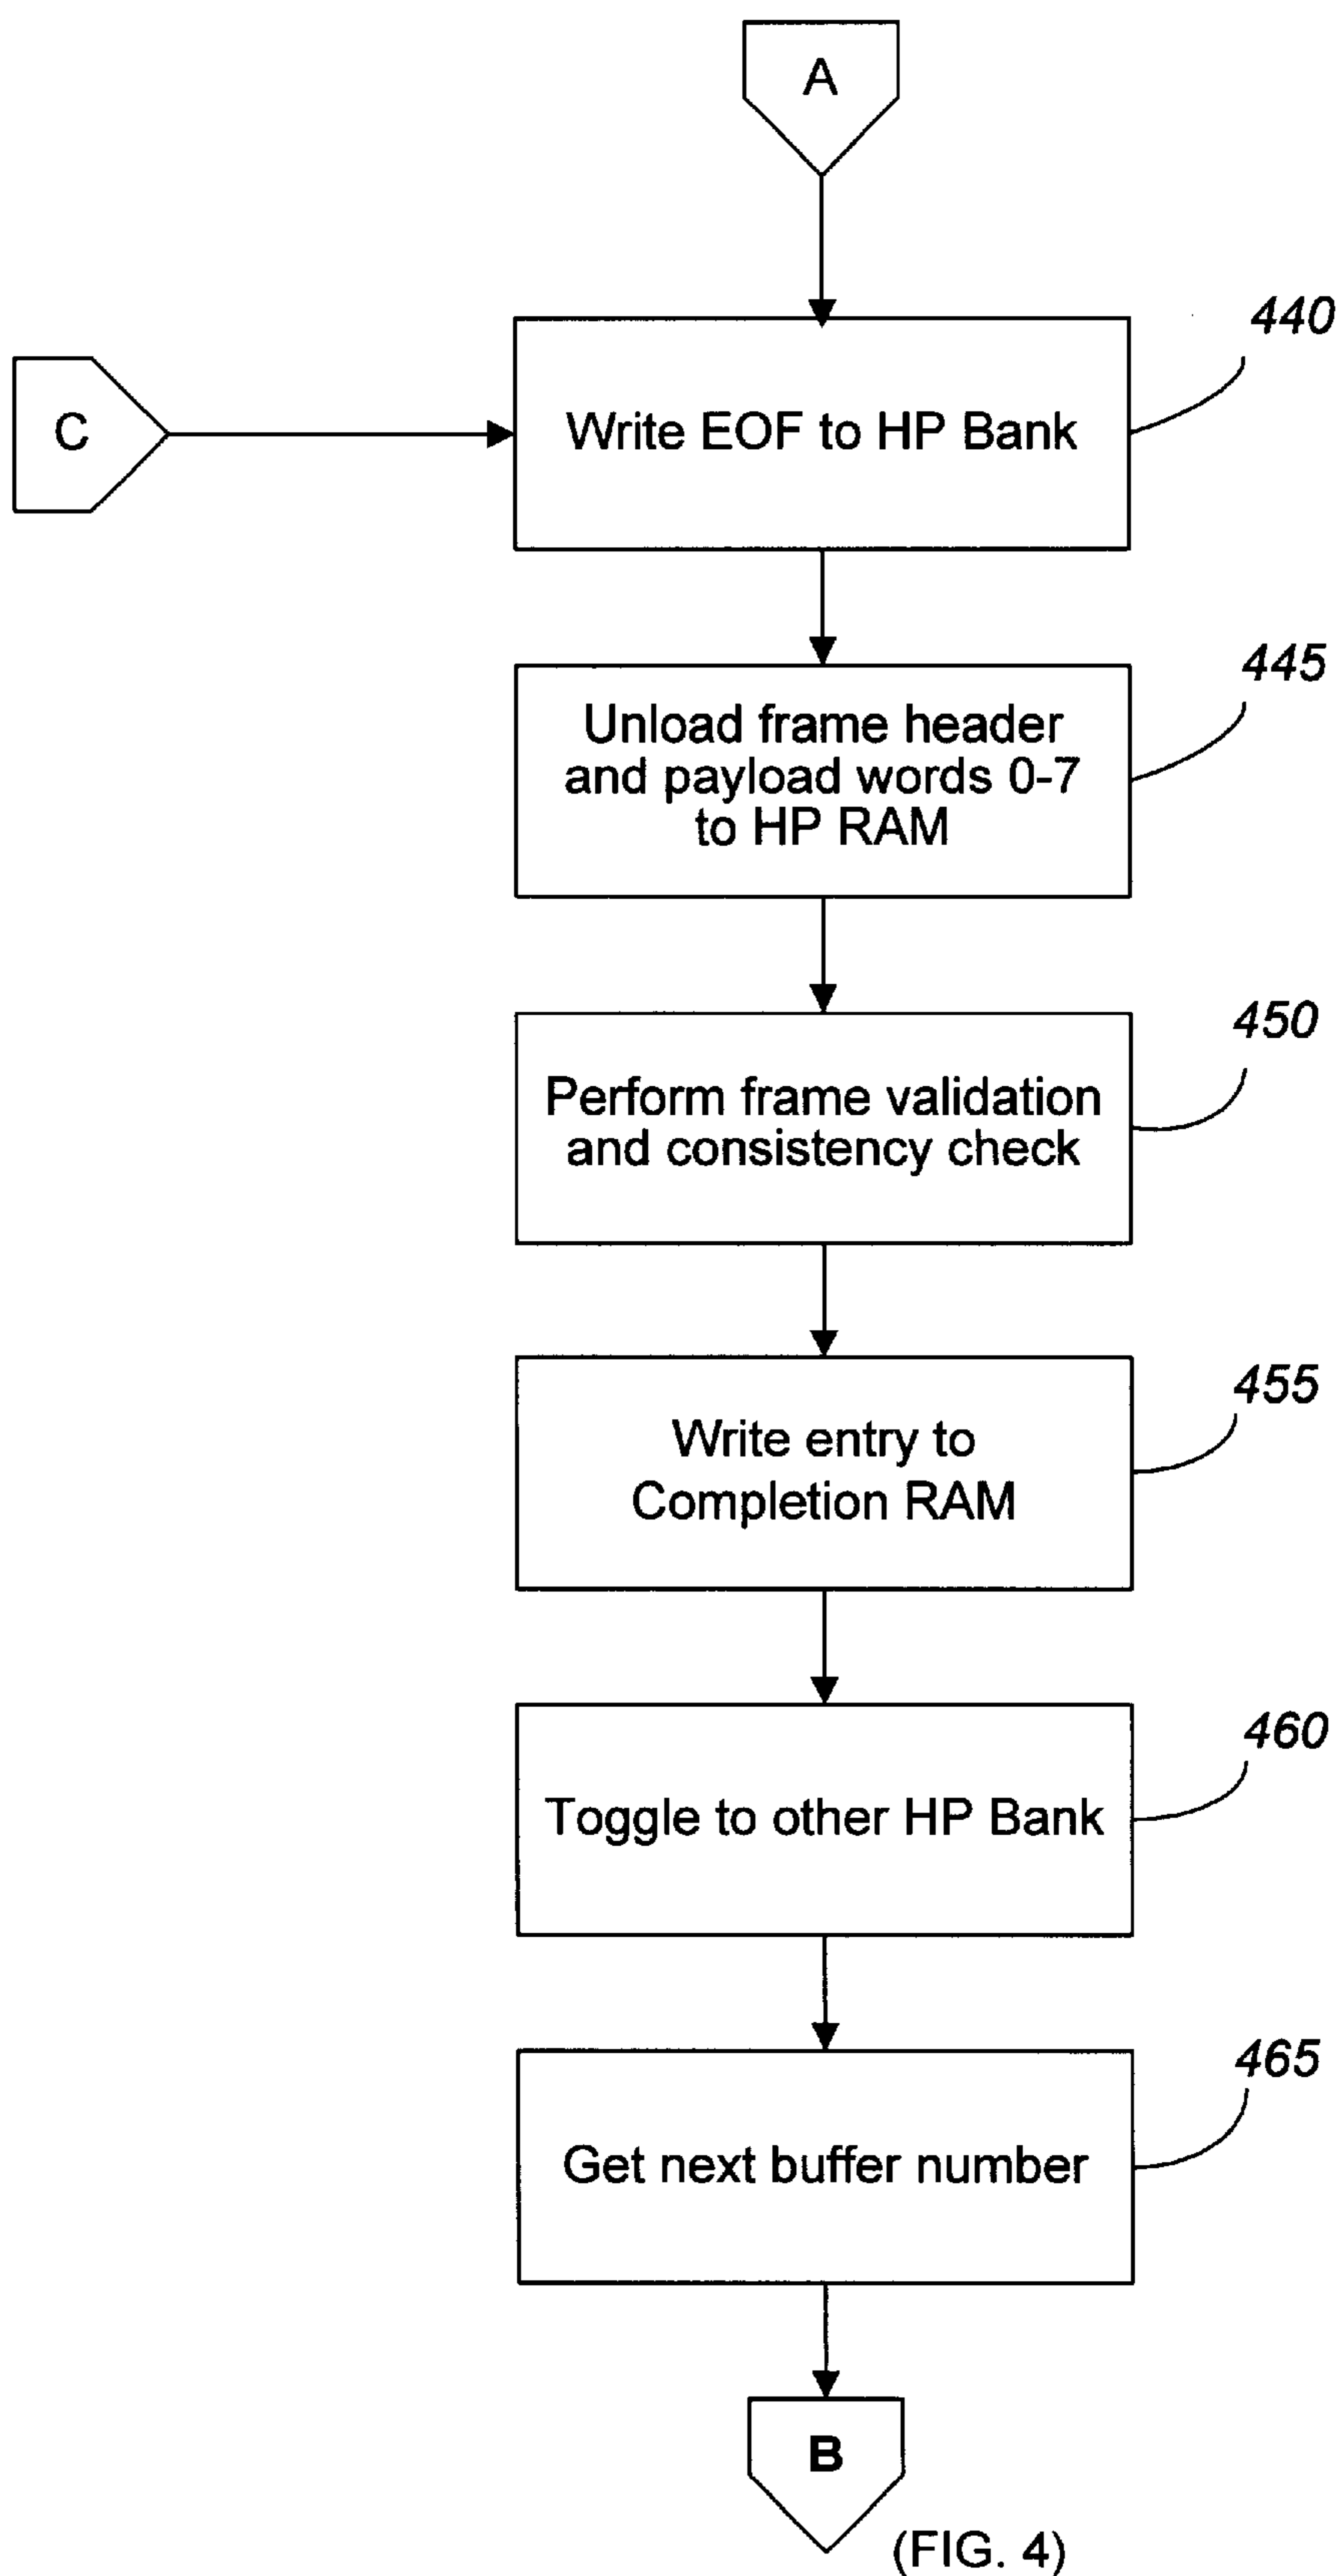 A
440
C
Write EOF to HP Bank
445
Unload frame header
and payload words 0-7
to HP RAM
450
Perform frame validation
and consistency check
455
Write entry to
Completion RAM
460
Toggle to other HP Bank
465
Get next buffer number
B
(FIG. 4)